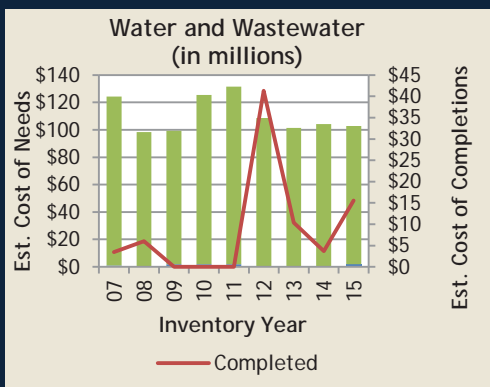 Water and Wastewater
(in millions)
Est. Cost of Needs
$140
$120
$100
$80
$60
$40
$20
$0
$45
$40
$35
$30
$25
$20
$15
$10
$5
$0
Est. Cost of Completions
07 08 09 10 11 12 13 14 15
Inventory Year
Completed